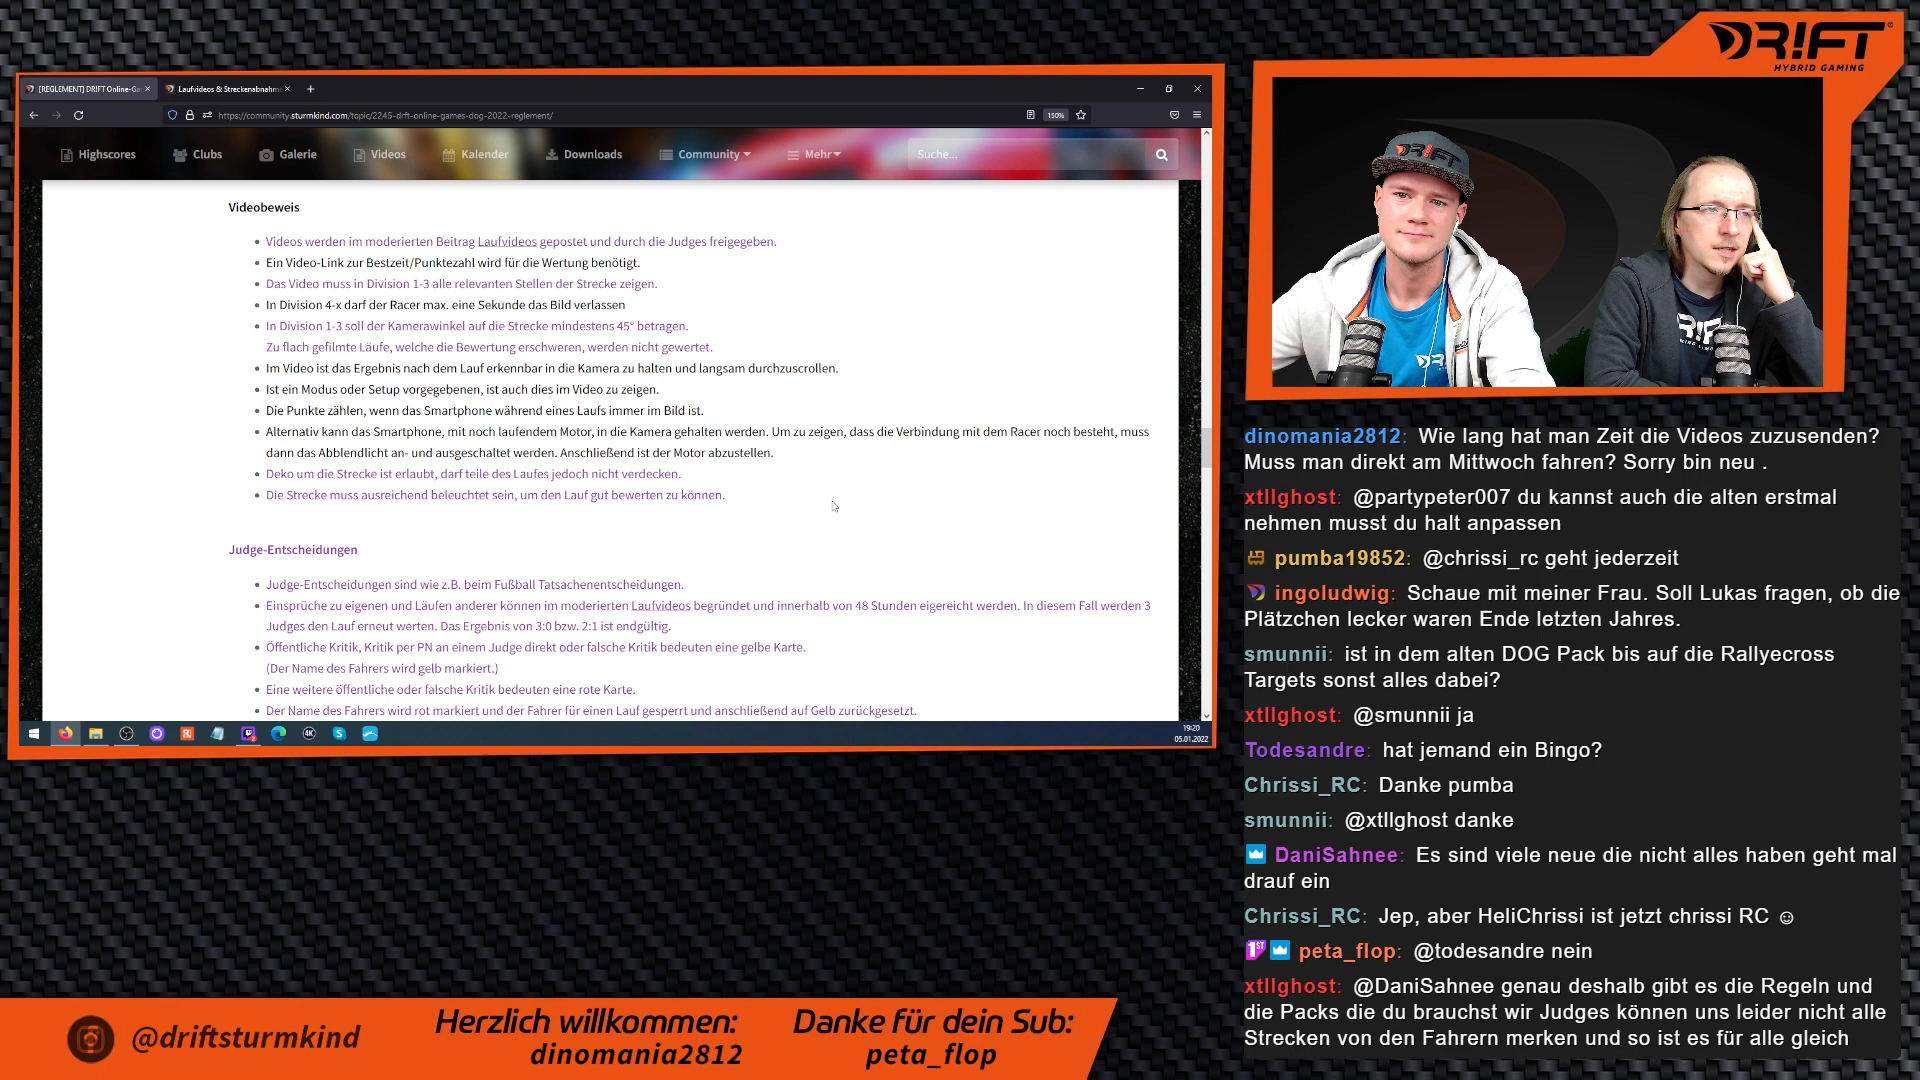 DR!FT
HYBRID GAMING
[REGLEMENT] DR!FT Online-Ga
Laufvideos & Streckenabnahme
https://community.sturmkind.com/topic/2245-drft-online-games-dog-2022-reglement/
150%
Highscores
Clubs
Galerie
Videos
Kalender
Downloads
Community
Mehr
Suche...
Videobeweis
Videos werden im moderierten Beitrag Laufvideos gepostet und durch die Judges freigegeben.
Ein Video-Link zur Bestzeit/Punktezahl wird für die Wertung benötigt.
Das Video muss in Division 1-3 alle relevanten Stellen der Strecke zeigen.
In Division 4-x darf der Racer max. eine Sekunde das Bild verlassen
In Division 1-3 soll der Kamerawinkel auf die Strecke mindestens 45° betragen.
Zu flach gefilmte Läufe, welche die Bewertung erschweren, werden nicht gewertet.
Im Video ist das Ergebnis nach dem Lauf erkennbar in die Kamera zu halten und langsam durchzuscrollen.
Ist ein Modus oder Setup vorgegebenen, ist auch dies im Video zu zeigen.
Die Punkte zählen, wenn das Smartphone während eines Laufs immer im Bild ist.
Alternativ kann das Smartphone, mit noch laufendem Motor, in die Kamera gehalten werden. Um zu zeigen, dass die Verbindung mit dem Racer noch besteht, muss
dann das Abblendlicht an- und ausgeschaltet werden. Anschließend ist der Motor abzustellen.
Deko um die Strecke ist erlaubt, darf teile des Laufes jedoch nicht verdecken.
Die Strecke muss ausreichend beleuchtet sein, um den Lauf gut bewerten zu können.
Judge-Entscheidungen
Judge-Entscheidungen sind wie z.B. beim Fußball Tatsachenentscheidungen.
Einsprüche zu eigenen und Läufen anderer können im moderierten Laufvideos begründet und innerhalb von 48 Stunden eigereicht werden. In diesem Fall werden 3
Judges den Lauf erneut werten. Das Ergebnis von 3:0 bzw. 2:1 ist endgültig.
Öffentliche Kritik, Kritik per PN an einem Judge direkt oder falsche Kritik bedeuten eine gelbe Karte.
(Der Name des Fahrers wird gelb markiert.)
Eine weitere öffentliche oder falsche Kritik bedeuten eine rote Karte.
Der Name des Fahrers wird rot markiert und der Fahrer für einen Lauf gesperrt und anschließend auf Gelb zurückgesetzt.
19:20
05.01.2022
DR!FT
DR!FT
DR!FT
dinomania2812: Wie lang hat man Zeit die Videos zuzusenden?
Muss man direkt am Mittwoch fahren? Sorry bin neu .
xtllghost: @partypeter007 du kannst auch die alten erstmal
nehmen musst du halt anpassen
pumba19852: @chrissi_rc geht jederzeit
ingoludwig: Schaue mit meiner Frau. Soll Lukas fragen, ob die
Plätzchen lecker waren Ende letzten Jahres.
smunnii: ist in dem alten DOG Pack bis auf die Rallyecross
Targets sonst alles dabei?
xtllghost: @smunnii ja
Todesandre: hat jemand ein Bingo?
Chrissi_RC: Danke pumba
smunnii: @xtllghost danke
DaniSahnee: Es sind viele neue die nicht alles haben geht mal
drauf ein
Chrissi_RC: Jep, aber HeliChrissi ist jetzt chrissi RC ☺
1ST peta_flop: @todesandre nein
xtllghost: @DaniSahnee genau deshalb gibt es die Regeln und
die Packs die du brauchst wir Judges können uns leider nicht alle
Strecken von den Fahrern merken und so ist es für alle gleich
@driftsturmkind
Herzlich willkommen:
dinomania2812
Danke für dein Sub:
peta_flop